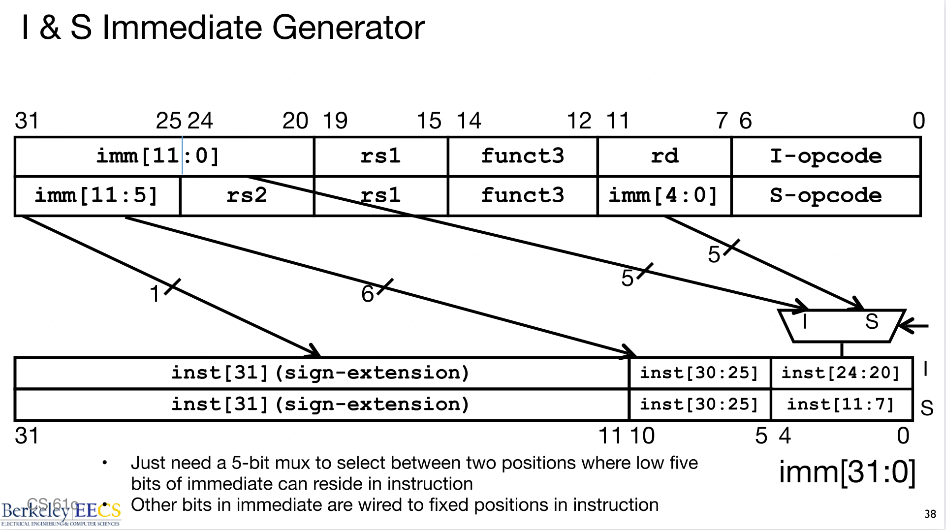 I & S Immediate Generator
31 25 24 20 19 15 14 12 11 7 6 0
imm[11:0] rs1 funct3 rd I-opcode
imm[11:5] rs2 rs1 funct3 imm[4:0] S-opcode
1 6 5 5
I S
inst[31](sign-extension) inst[30:25] inst[24:20] I
inst[31](sign-extension) inst[30:25] inst[11:7] S
31 11 10 5 4 0
imm[31:0]
• Just need a 5-bit mux to select between two positions where low five
bits of immediate can reside in instruction
• Other bits in immediate are wired to fixed positions in instruction
CS 61c
Berkeley EECS
ELECTRICAL ENGINEERING & COMPUTER SCIENCES
38